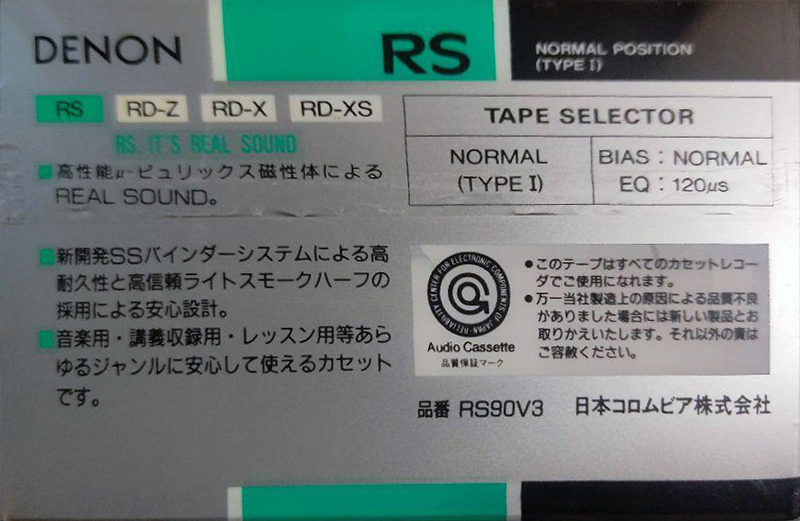 DENON
RS
NORMAL POSITION
(TYPE I)
RS RD-Z RD-X RD-XS
RS. IT'S REAL SOUND
高性能μ-ピュリックス磁性体による
REAL SOUND。
TAPE SELECTOR
NORMAL
(TYPE I)
BIAS : NORMAL
EQ : 120μs
新開発SSバインダーシステムによる高
耐久性と高信頼ライトスモークハーフの
採用による安心設計。
音楽用・講義収録用・レッスン用等あら
ゆるジャンルに安心して使えるカセット
です。
RELIABILITY CENTER FOR ELECTRONIC COMPONENTS OF JAPAN
Audio Cassette
品質保証マーク
●このテープはすべてのカセットレコー
ダでご使用になれます。
●万一当社製造上の原因による品質不良
がありました場合には新しい製品とお
取りかえいたします。それ以外の責は
ご容赦ください。
品番 RS90V3
日本コロムビア株式会社